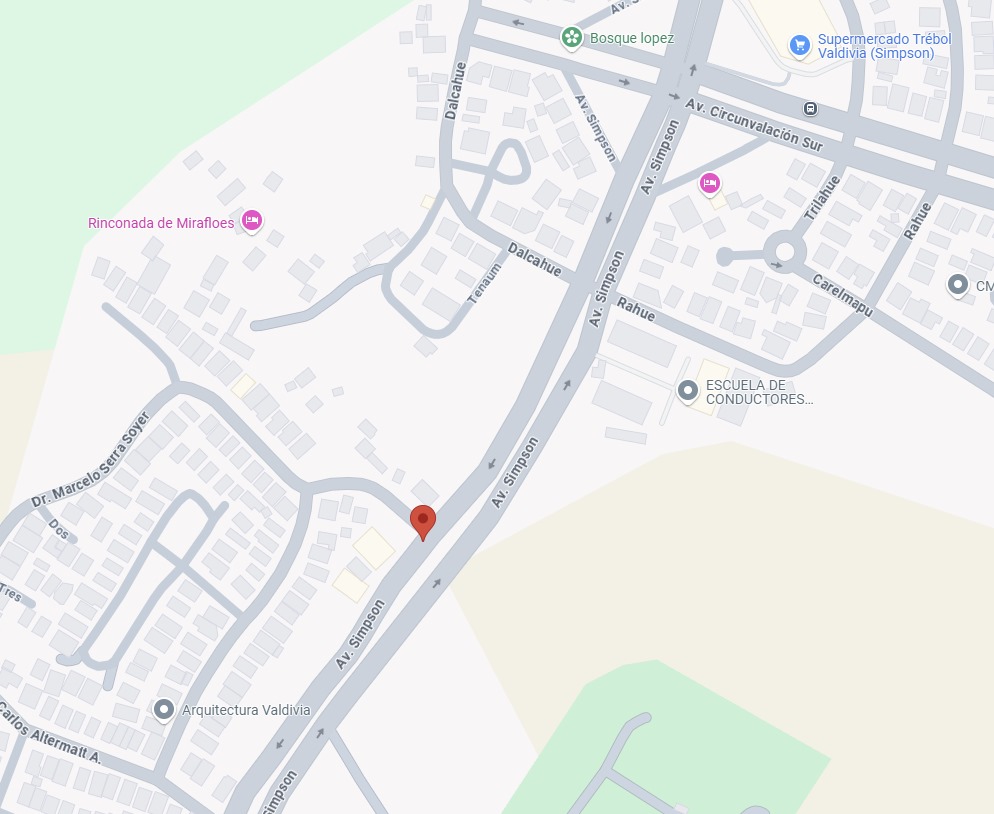 Av. S
Bosque lopez
Supermercado Trébol
Valdivia (Simpson)
Dalcahue
Av. Simpson
Av. Circunvalación Sur
Av. Simpson
Trilahue
Rahue
Rinconada de Mirafloes
Dalcahue
Tenaum
Av. Simpson
Rahue
Carelmapu
CM
ESCUELA DE
CONDUCTORES...
Dr. Marcelo Serra Soyer
Av. Simpson
Dos
Tres
Av. Simpson
Arquitectura Valdivia
Carlos Altermatt A.
Simpson